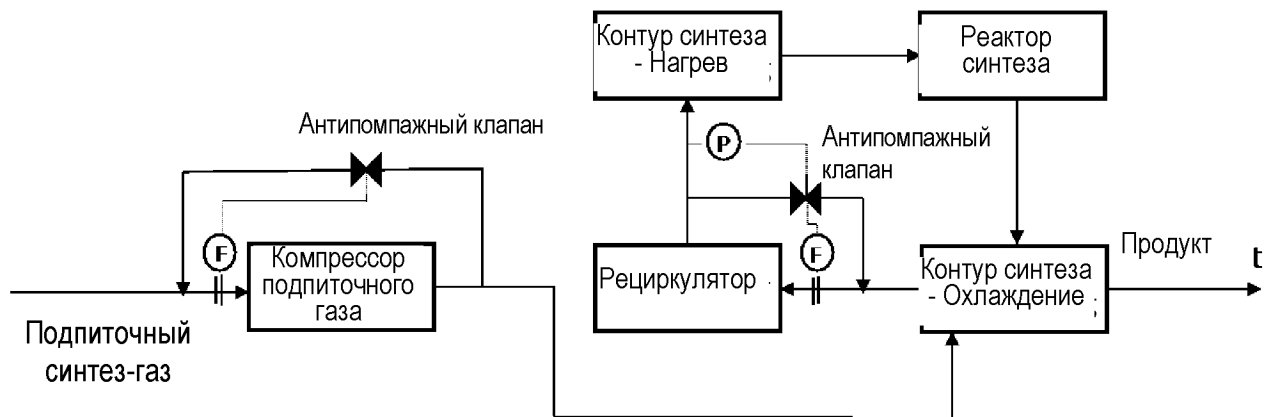 Контур синтеза
- Нагрев
Реактор
синтеза
Антипомпажный клапан
P
Антипомпажный
клапан
F
Компрессор
подпиточного
газа
Рециркулятор
F
Контур синтеза
- Охлаждение
Продукт
t
Подпиточный
синтез-газ